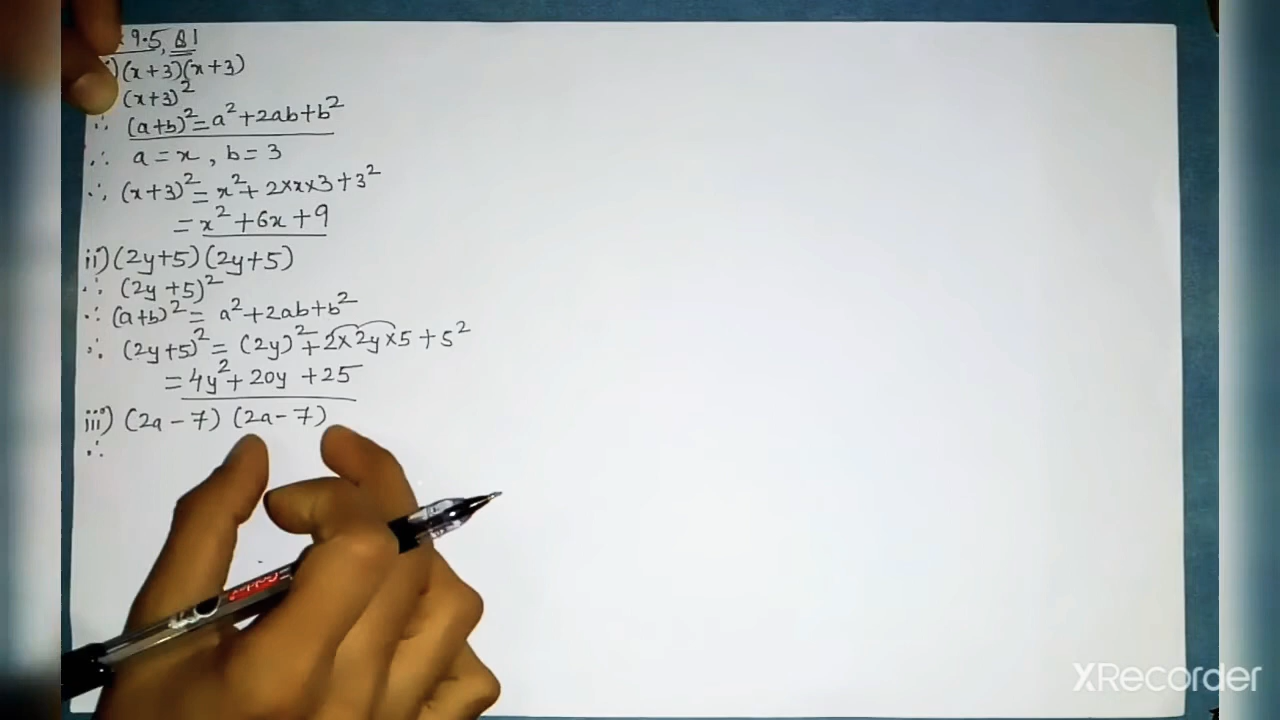 9.5, Q1
i) (x+3)(x+3)
(x+3)²
∴ (a+b)² = a² + 2ab + b²
∴ a = x, b = 3
∴ (x+3)² = x² + 2×x×3 + 3²
= x² + 6x + 9
ii) (2y+5) (2y+5)
∴ (2y+5)²
∴ (a+b)² = a² + 2ab + b²
∴ (2y+5)² = (2y)² + 2×2y×5 + 5²
= 4y² + 20y + 25
iii) (2a - 7) (2a - 7)
∴
XRecorder